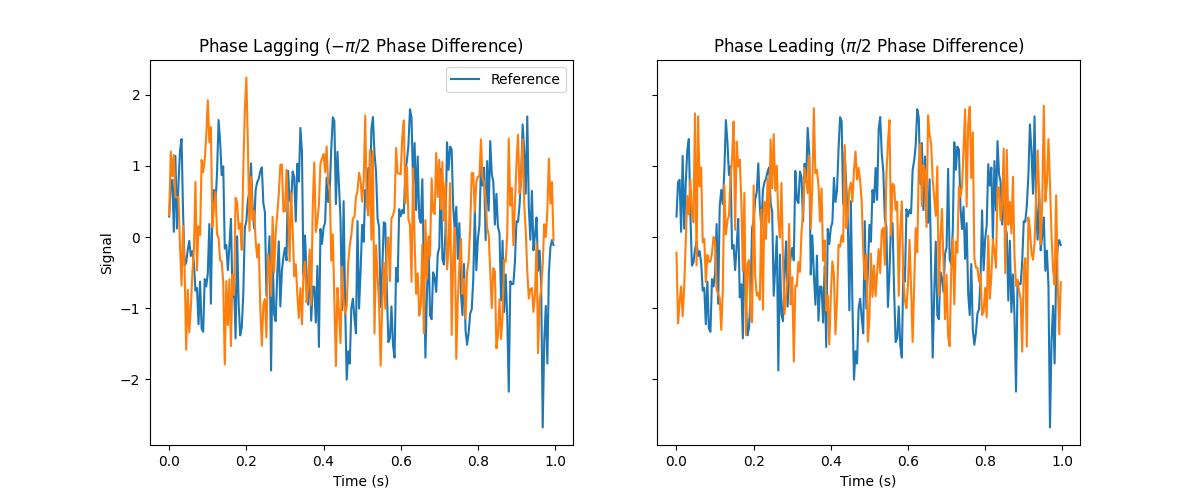 Phase Lagging (−π/2 Phase Difference)
Phase Leading (π/2 Phase Difference)
Reference
Signal
2
1
0
−1
−2
0.0 0.2 0.4 0.6 0.8 1.0
0.0 0.2 0.4 0.6 0.8 1.0
Time (s)
Time (s)